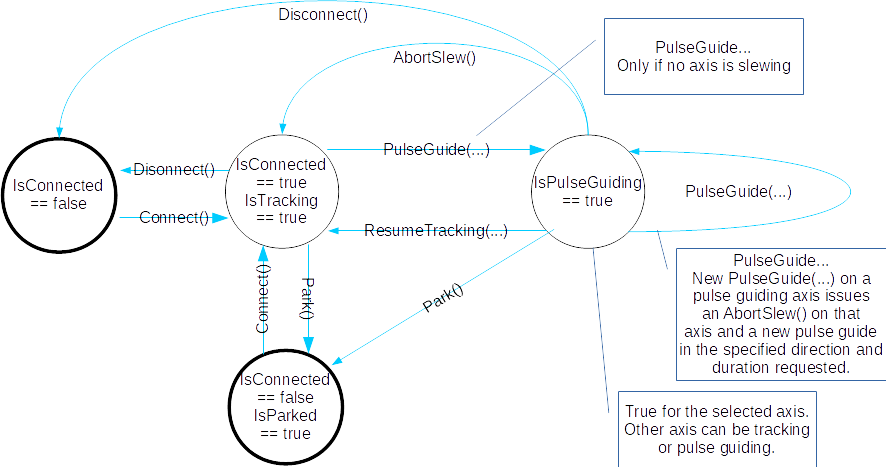 Disconnect()
AbortSlew()
PulseGuide...
Only if no axis is slewing
PulseGuide(...)
Disonnect()
IsConnected
== false
IsConnected
== true
IsTracking
== true
IsPulseGuiding
== true
PulseGuide(...)
Connect()
ResumeTracking(...)
Connect()
Park()
Park()
PulseGuide...
New PulseGuide(...) on a
pulse guiding axis issues
an AbortSlew() on that
axis and a new pulse guide
in the specified direction and
duration requested.
IsConnected
== false
IsParked
== true
True for the selected axis.
Other axis can be tracking
or pulse guiding.